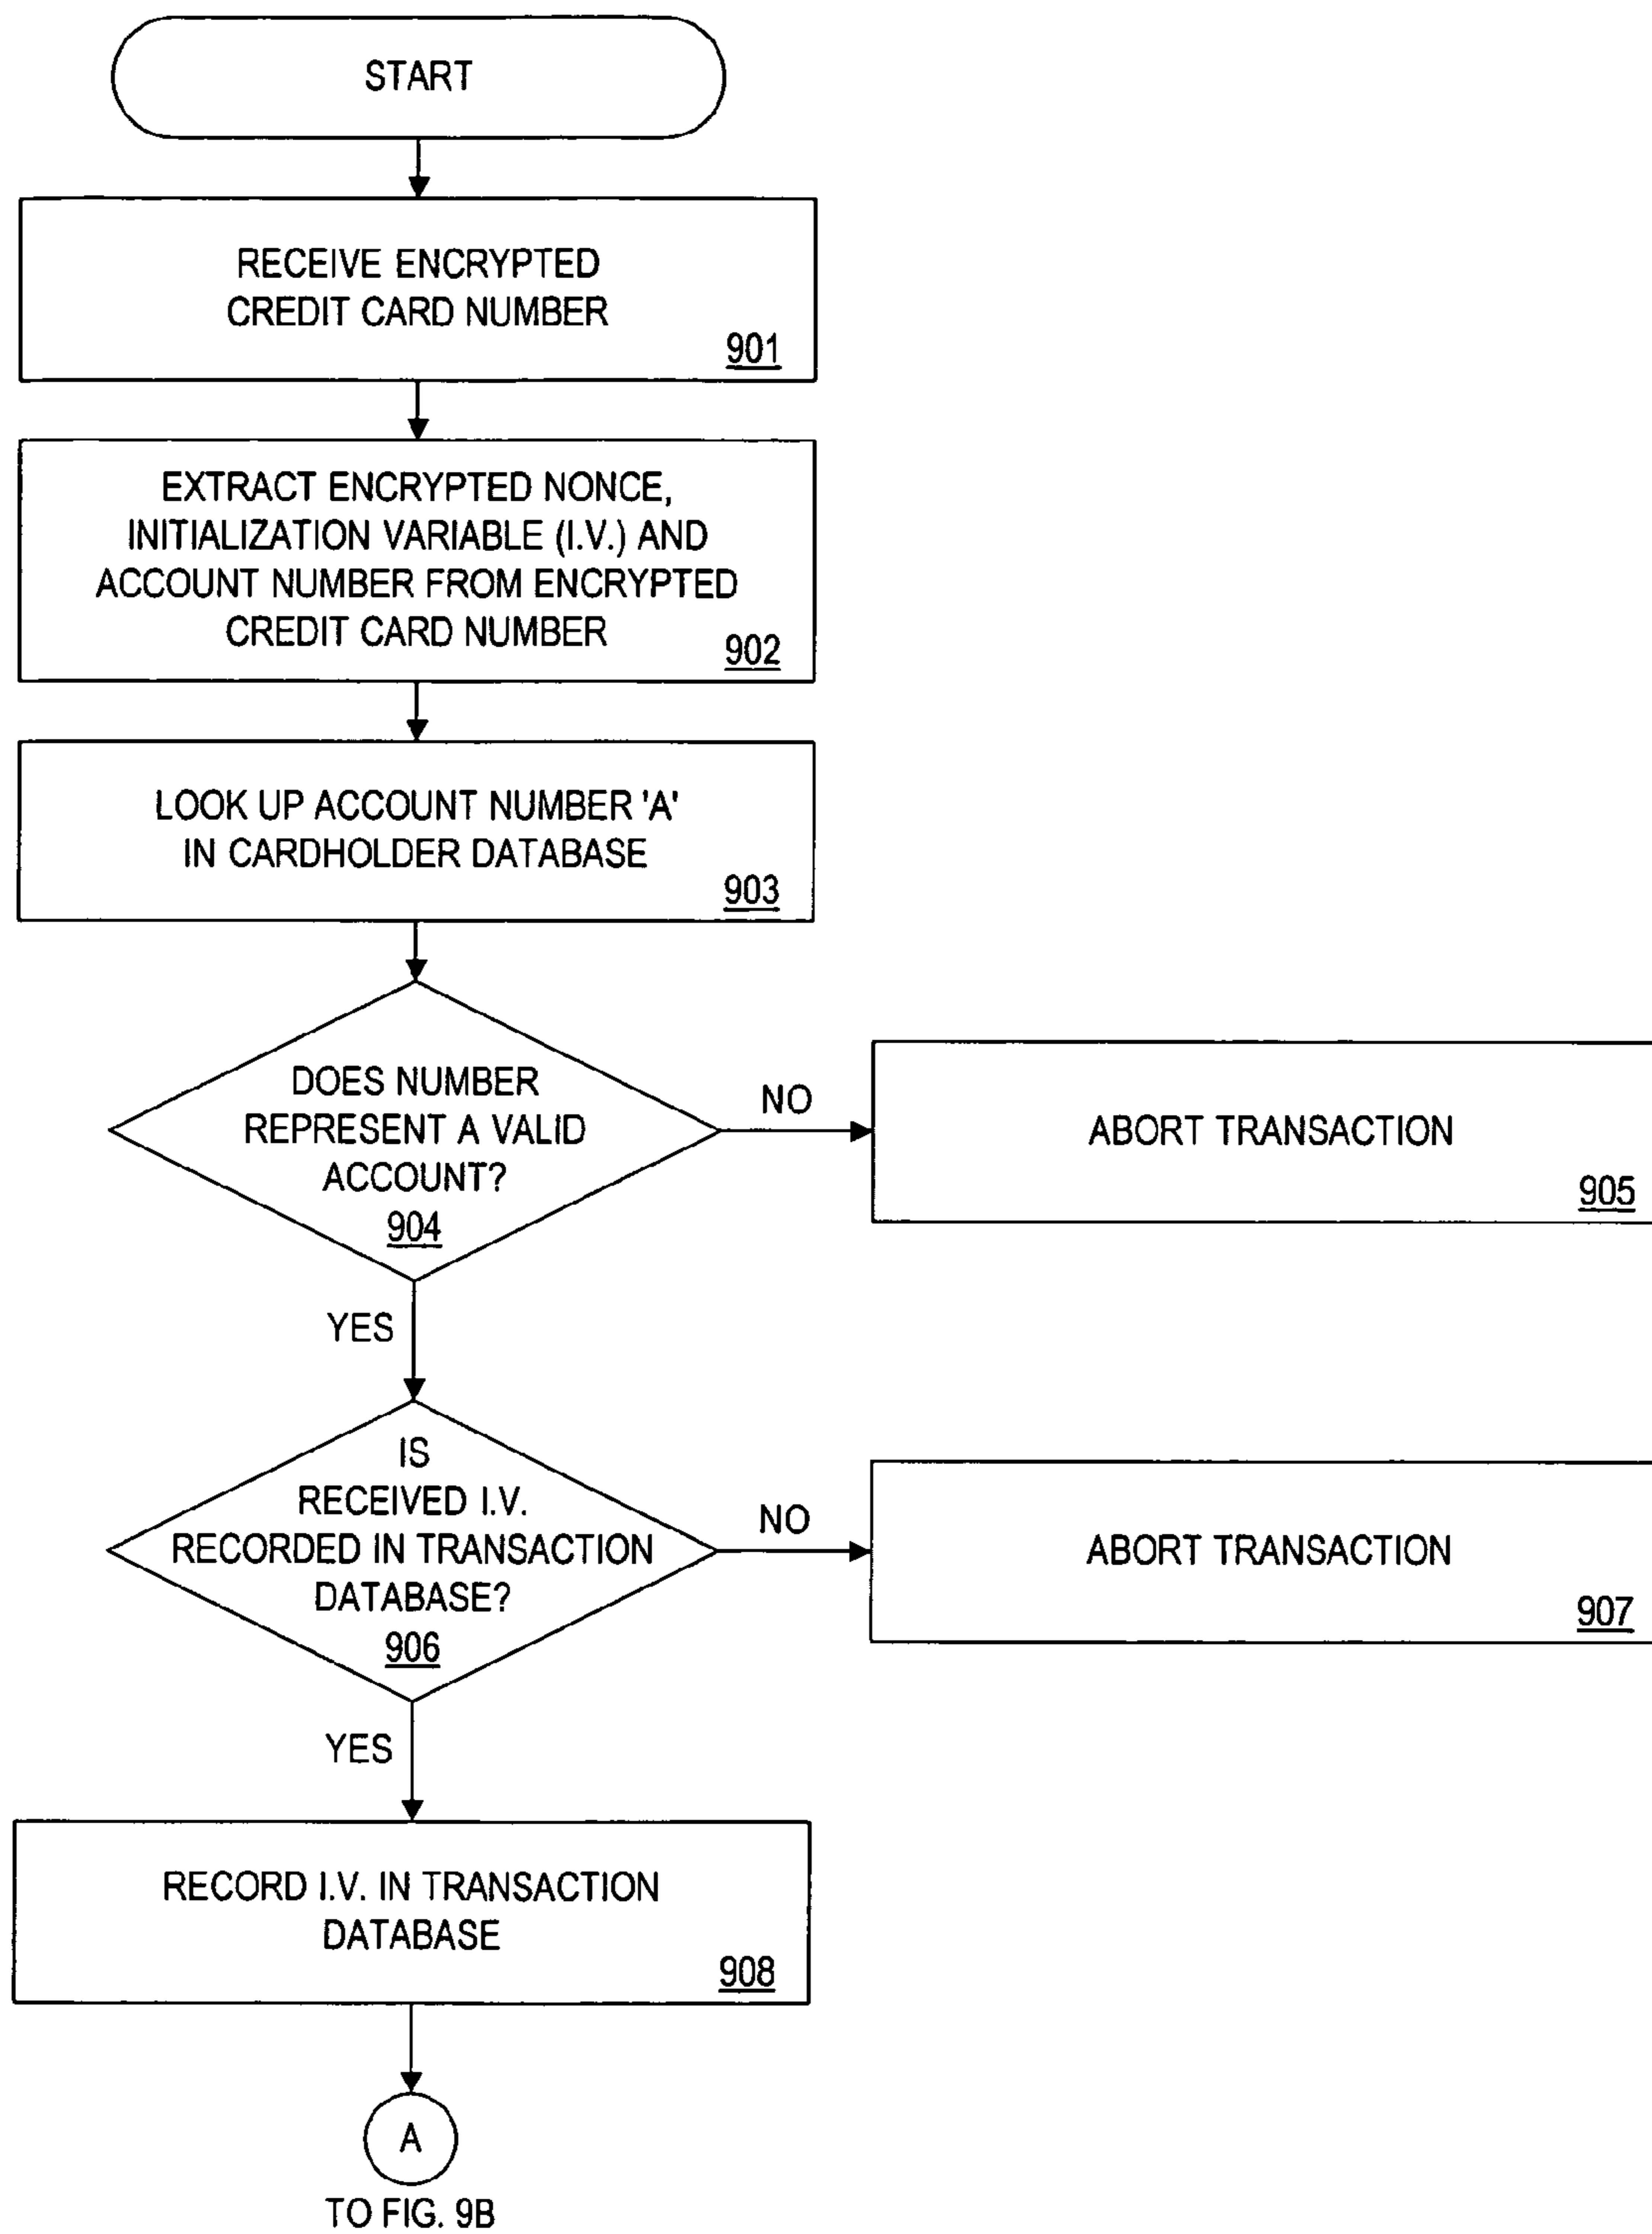 START
RECEIVE ENCRYPTED
CREDIT CARD NUMBER
901
EXTRACT ENCRYPTED NONCE,
INITIALIZATION VARIABLE (I.V.) AND
ACCOUNT NUMBER FROM ENCRYPTED
CREDIT CARD NUMBER
902
LOOK UP ACCOUNT NUMBER 'A'
IN CARDHOLDER DATABASE
903
DOES NUMBER
REPRESENT A VALID
ACCOUNT?
904
NO
ABORT TRANSACTION
905
YES
IS
RECEIVED I.V.
RECORDED IN TRANSACTION
DATABASE?
906
NO
ABORT TRANSACTION
907
YES
RECORD I.V. IN TRANSACTION
DATABASE
908
A
TO FIG. 9B